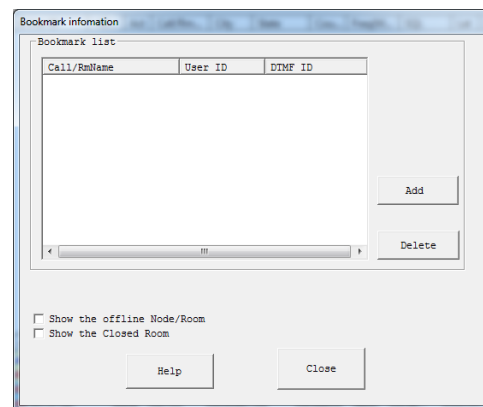 Bookmark infomation
Bookmark list
Call/RmName User ID DTMF ID
Add
Delete
Show the offline Node/Room
Show the Closed Room
Help
Close